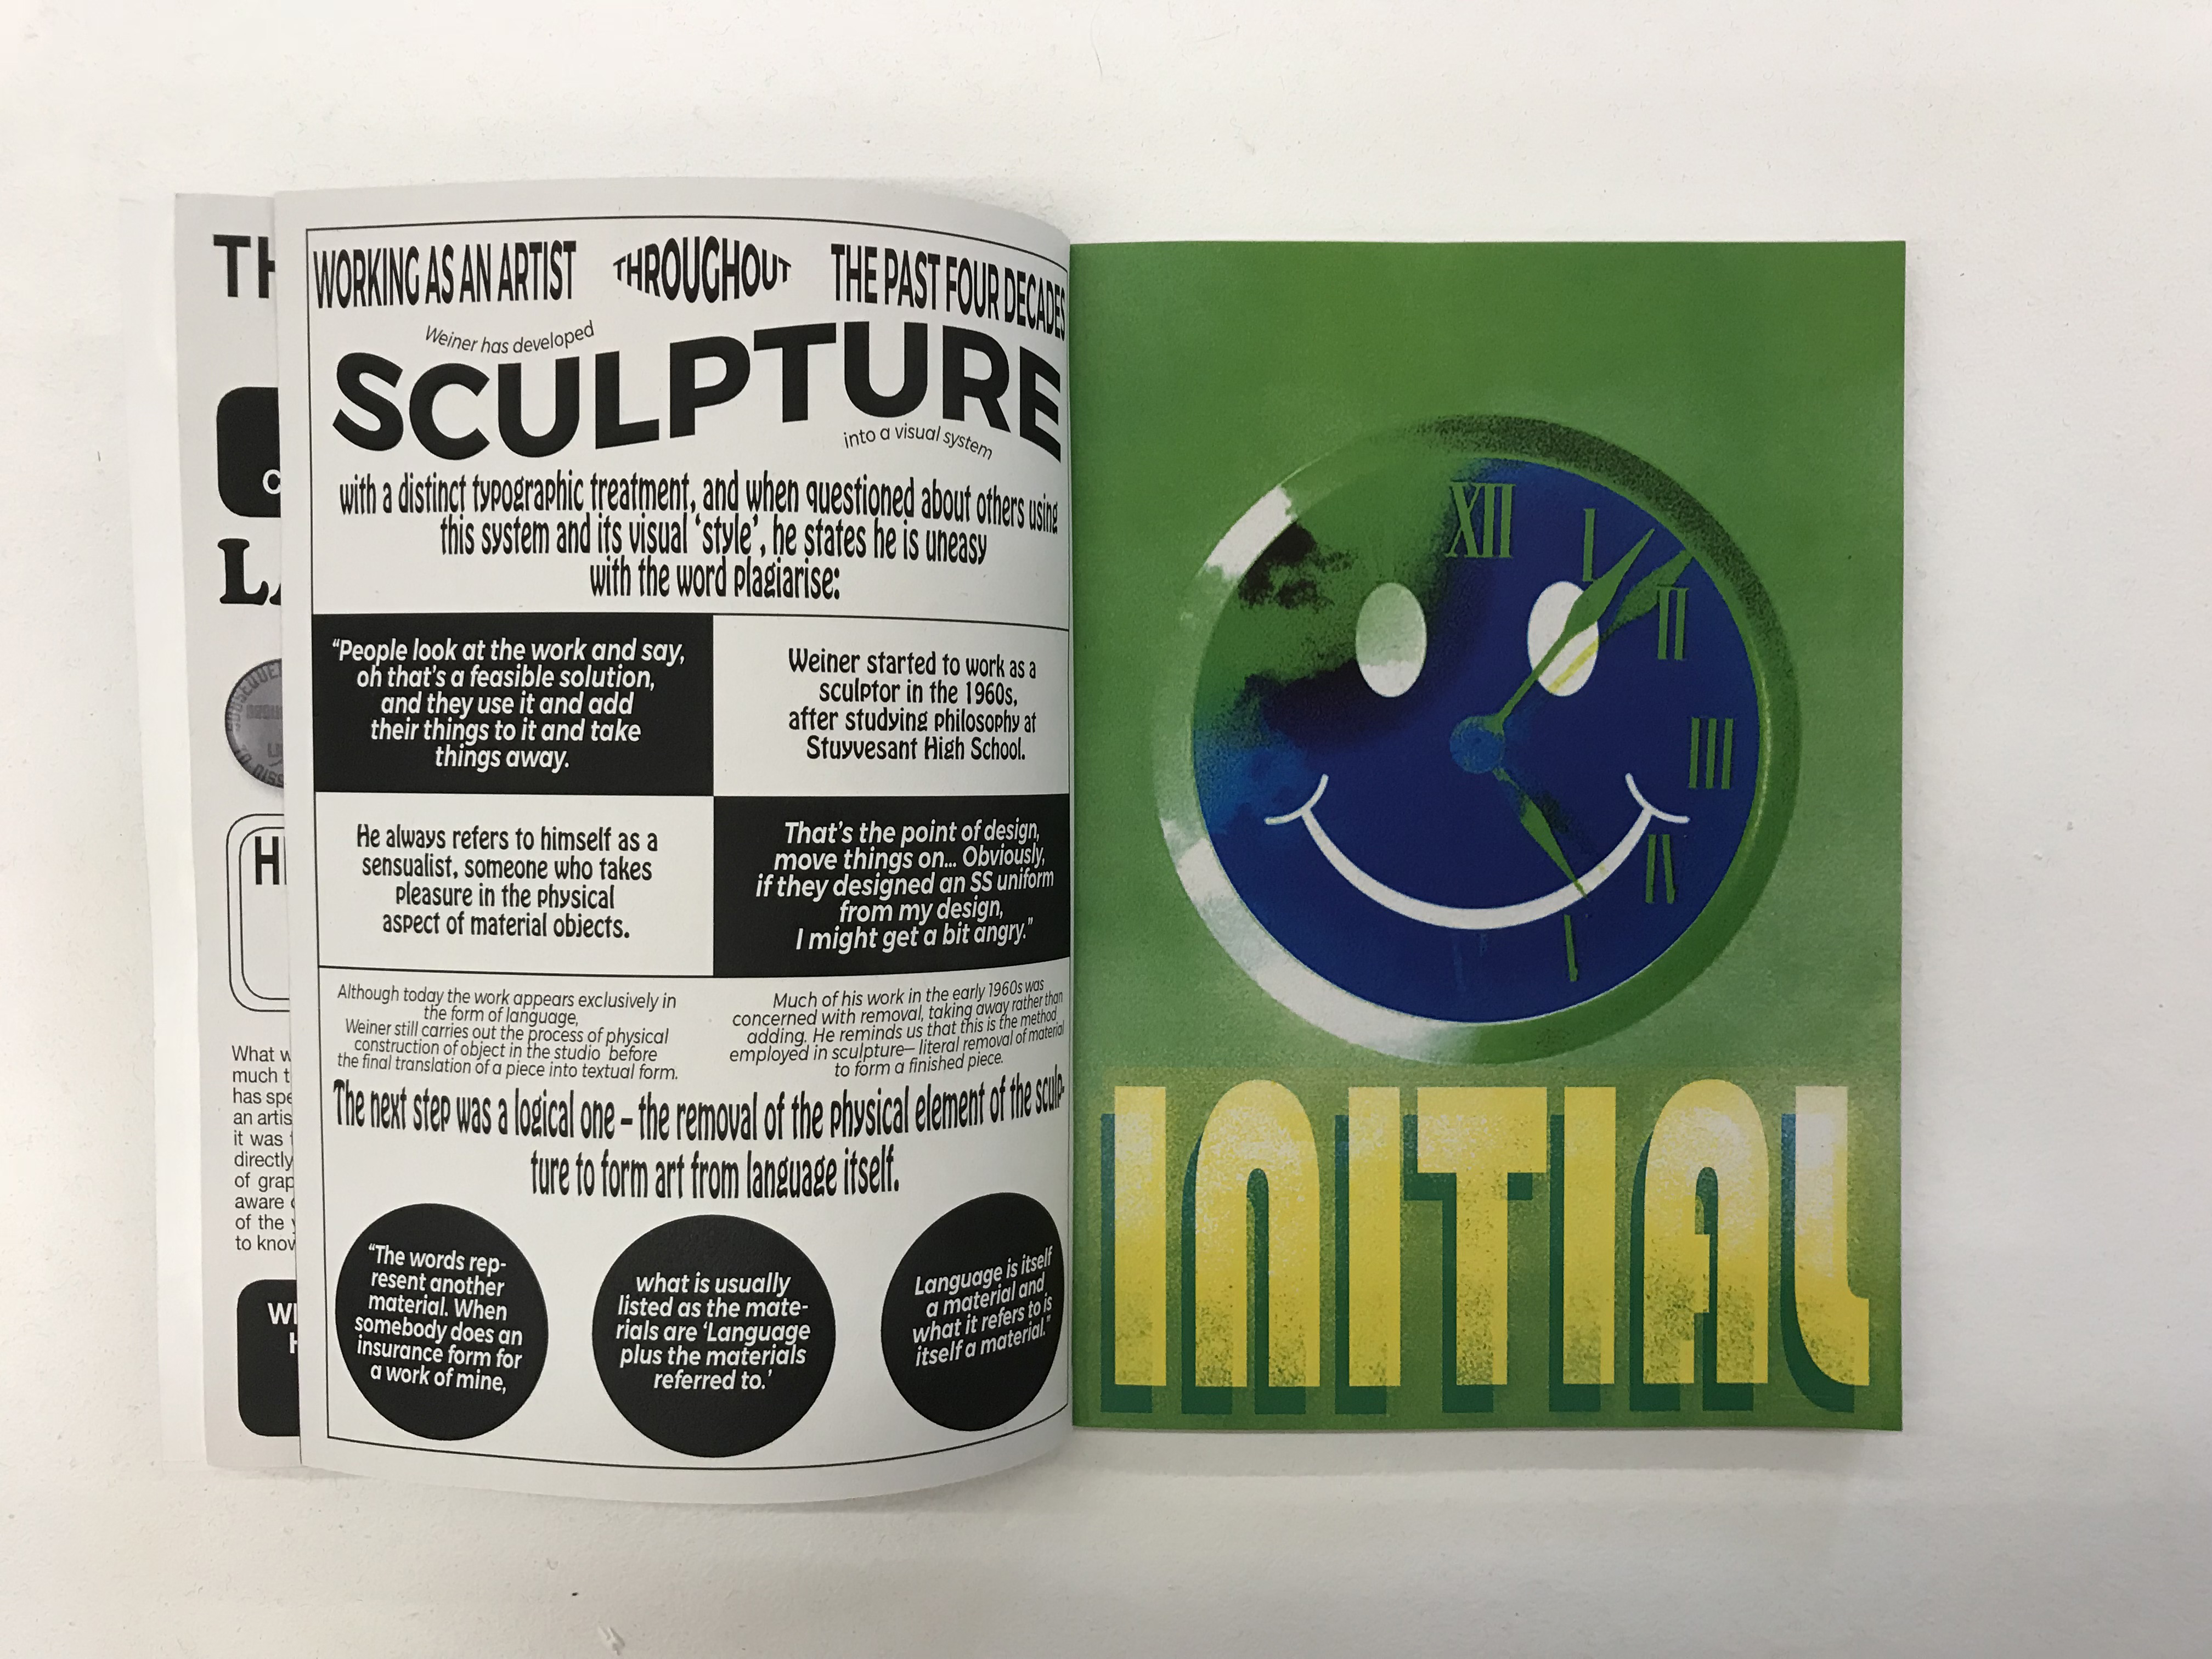 TH
C
LA
HI
What w
much t
has spe
an artis
it was
directly
of grap
aware
of the
to know
WI
H
WORKING AS AN ARTIST THROUGHOUT THE PAST FOUR DECADES
Weiner has developed
SCULPTURE
into a visual system
with a distinct typographic treatment, and when questioned about others using
this system and its visual 'style', he states he is uneasy
with the word plagiarise:
“People look at the work and say,
oh that’s a feasible solution,
and they use it and add
their things to it and take
things away.
Weiner started to work as a
sculptor in the 1960s,
after studying philosophy at
Stuyvesant High School.
He always refers to himself as a
sensualist, someone who takes
pleasure in the physical
aspect of material objects.
That’s the point of design,
move things on... Obviously,
if they designed an SS uniform
from my design,
I might get a bit angry.”
Although today the work appears exclusively in
the form of language,
Weiner still carries out the process of physical
construction of object in the studio before
the final translation of a piece into textual form.
Much of his work in the early 1960s was
concerned with removal, taking away rather than
adding. He reminds us that this is the method
employed in sculpture— literal removal of material
to form a finished piece.
The next step was a logical one – the removal of the physical element of the sculp-
ture to form art from language itself.
“The words rep-
resent another
material. When
somebody does an
insurance form for
a work of mine,
what is usually
listed as the mate-
rials are ‘Language
plus the materials
referred to.’
Language is itself
a material and
what it refers to is
itself a material.”
XII
I
II
III
IV
INITIAL